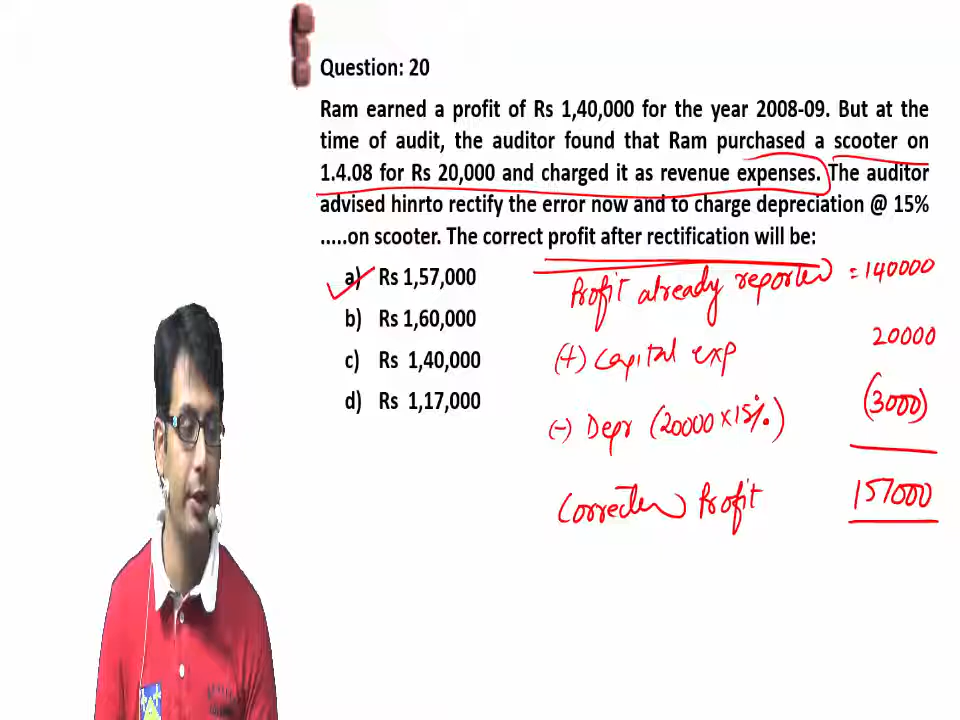 Question: 20
Ram earned a profit of Rs 1,40,000 for the year 2008-09. But at the
time of audit, the auditor found that Ram purchased a scooter on
1.4.08 for Rs 20,000 and charged it as revenue expenses. The auditor
advised hinrto rectify the error now and to charge depreciation @ 15%
.....on scooter. The correct profit after rectification will be:
a) Rs 1,57,000
b) Rs 1,60,000
c) Rs 1,40,000
d) Rs 1,17,000
Profit already reported = 140000
(+) Capital exp 20000
(-) Depr (20000 x 15%.) (3000)
Corrected Profit 157000